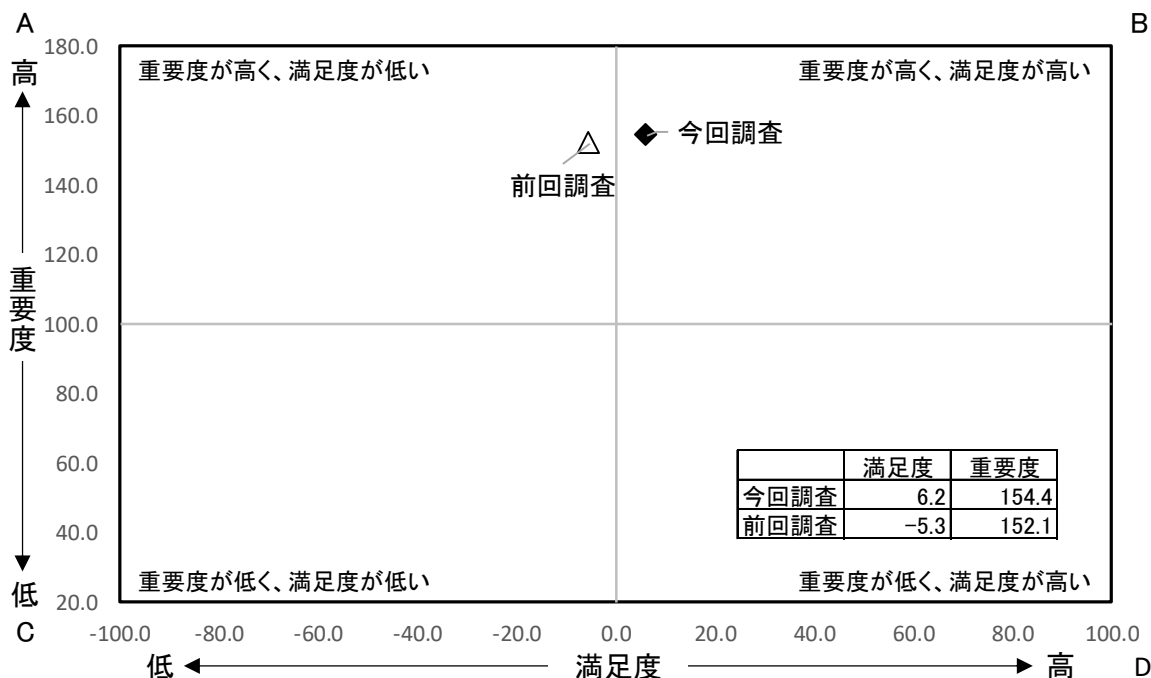 A
B
180.0
高
重要度が高く、満足度が低い
重要度が高く、満足度が高い
160.0
今回調査
140.0
前回調査
120.0
重要度
100.0
80.0
60.0
満足度 重要度
今回調査 6.2 154.4
前回調査 -5.3 152.1
40.0
重要度が低く、満足度が低い
重要度が低く、満足度が高い
低
20.0
C
-100.0 -80.0 -60.0 -40.0 -20.0 0.0 20.0 40.0 60.0 80.0 100.0
低 満足度 高
D